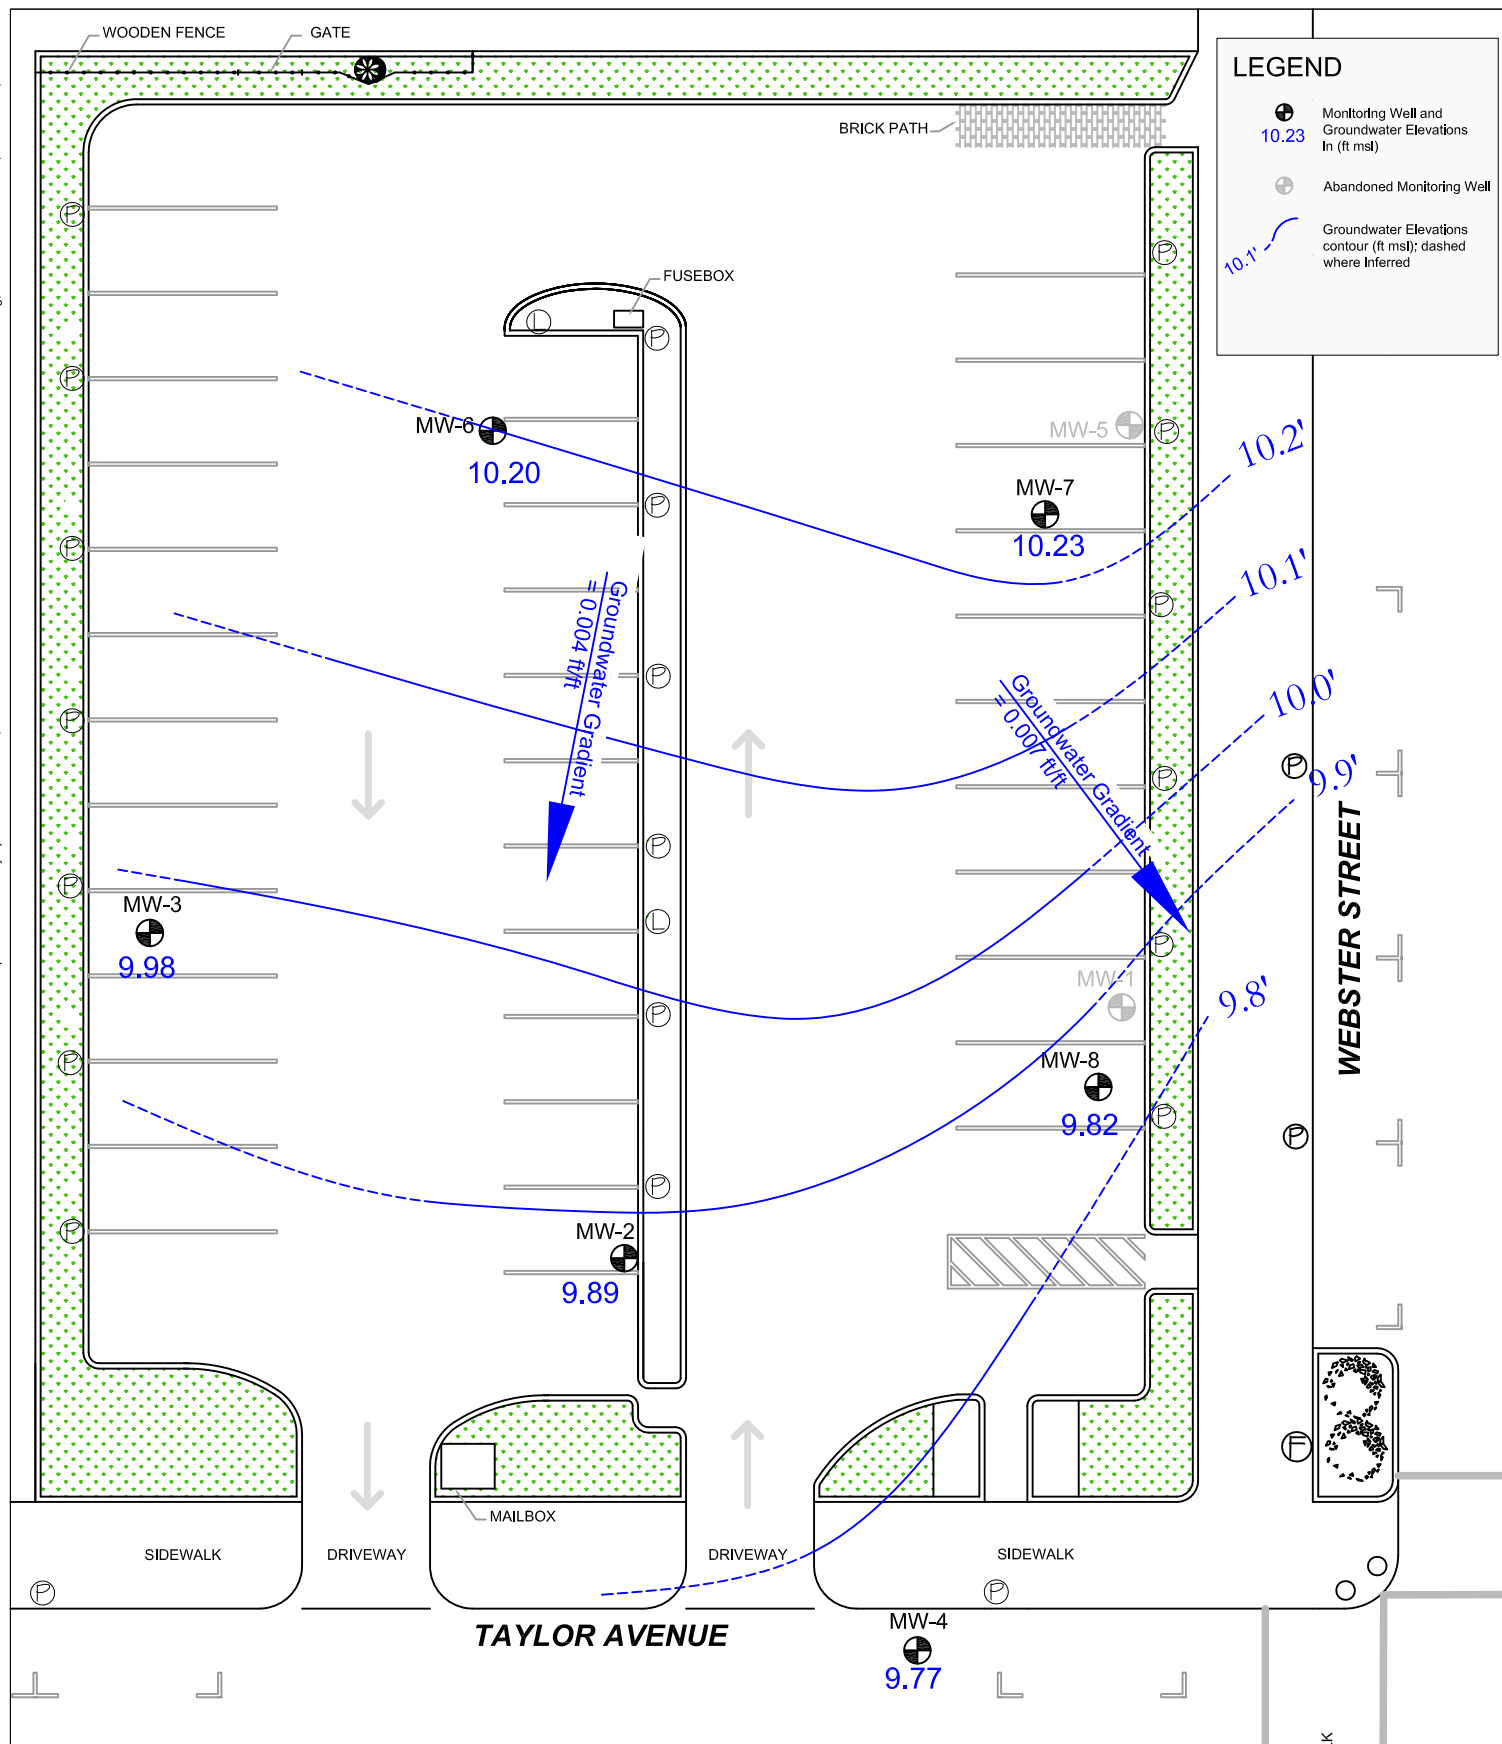 WOODEN FENCE
GATE
LEGEND
10.23
Monitoring Well and
Groundwater Elevations
In (ft msl)
Abandoned Monitoring Well
10.1'
Groundwater Elevations
contour (ft msl); dashed
where Inferred
BRICK PATH
FUSEBOX
P
P
P
P
P
P
P
P
L
P
P
P
P
L
P
P
P
P
P
P
P
P
P
MW-6
10.20
MW-5
MW-7
10.23
10.2'
10.1'
10.0'
9.9'
9.8'
Groundwater Gradient
= 0.004 ft/ft
Groundwater Gradient
= 0.007 ft/ft
MW-3
9.98
MW-1
MW-8
9.82
MW-2
9.89
P
P
F
WEBSTER STREET
MAILBOX
SIDEWALK
DRIVEWAY
DRIVEWAY
SIDEWALK
P
P
TAYLOR AVENUE
MW-4
9.77